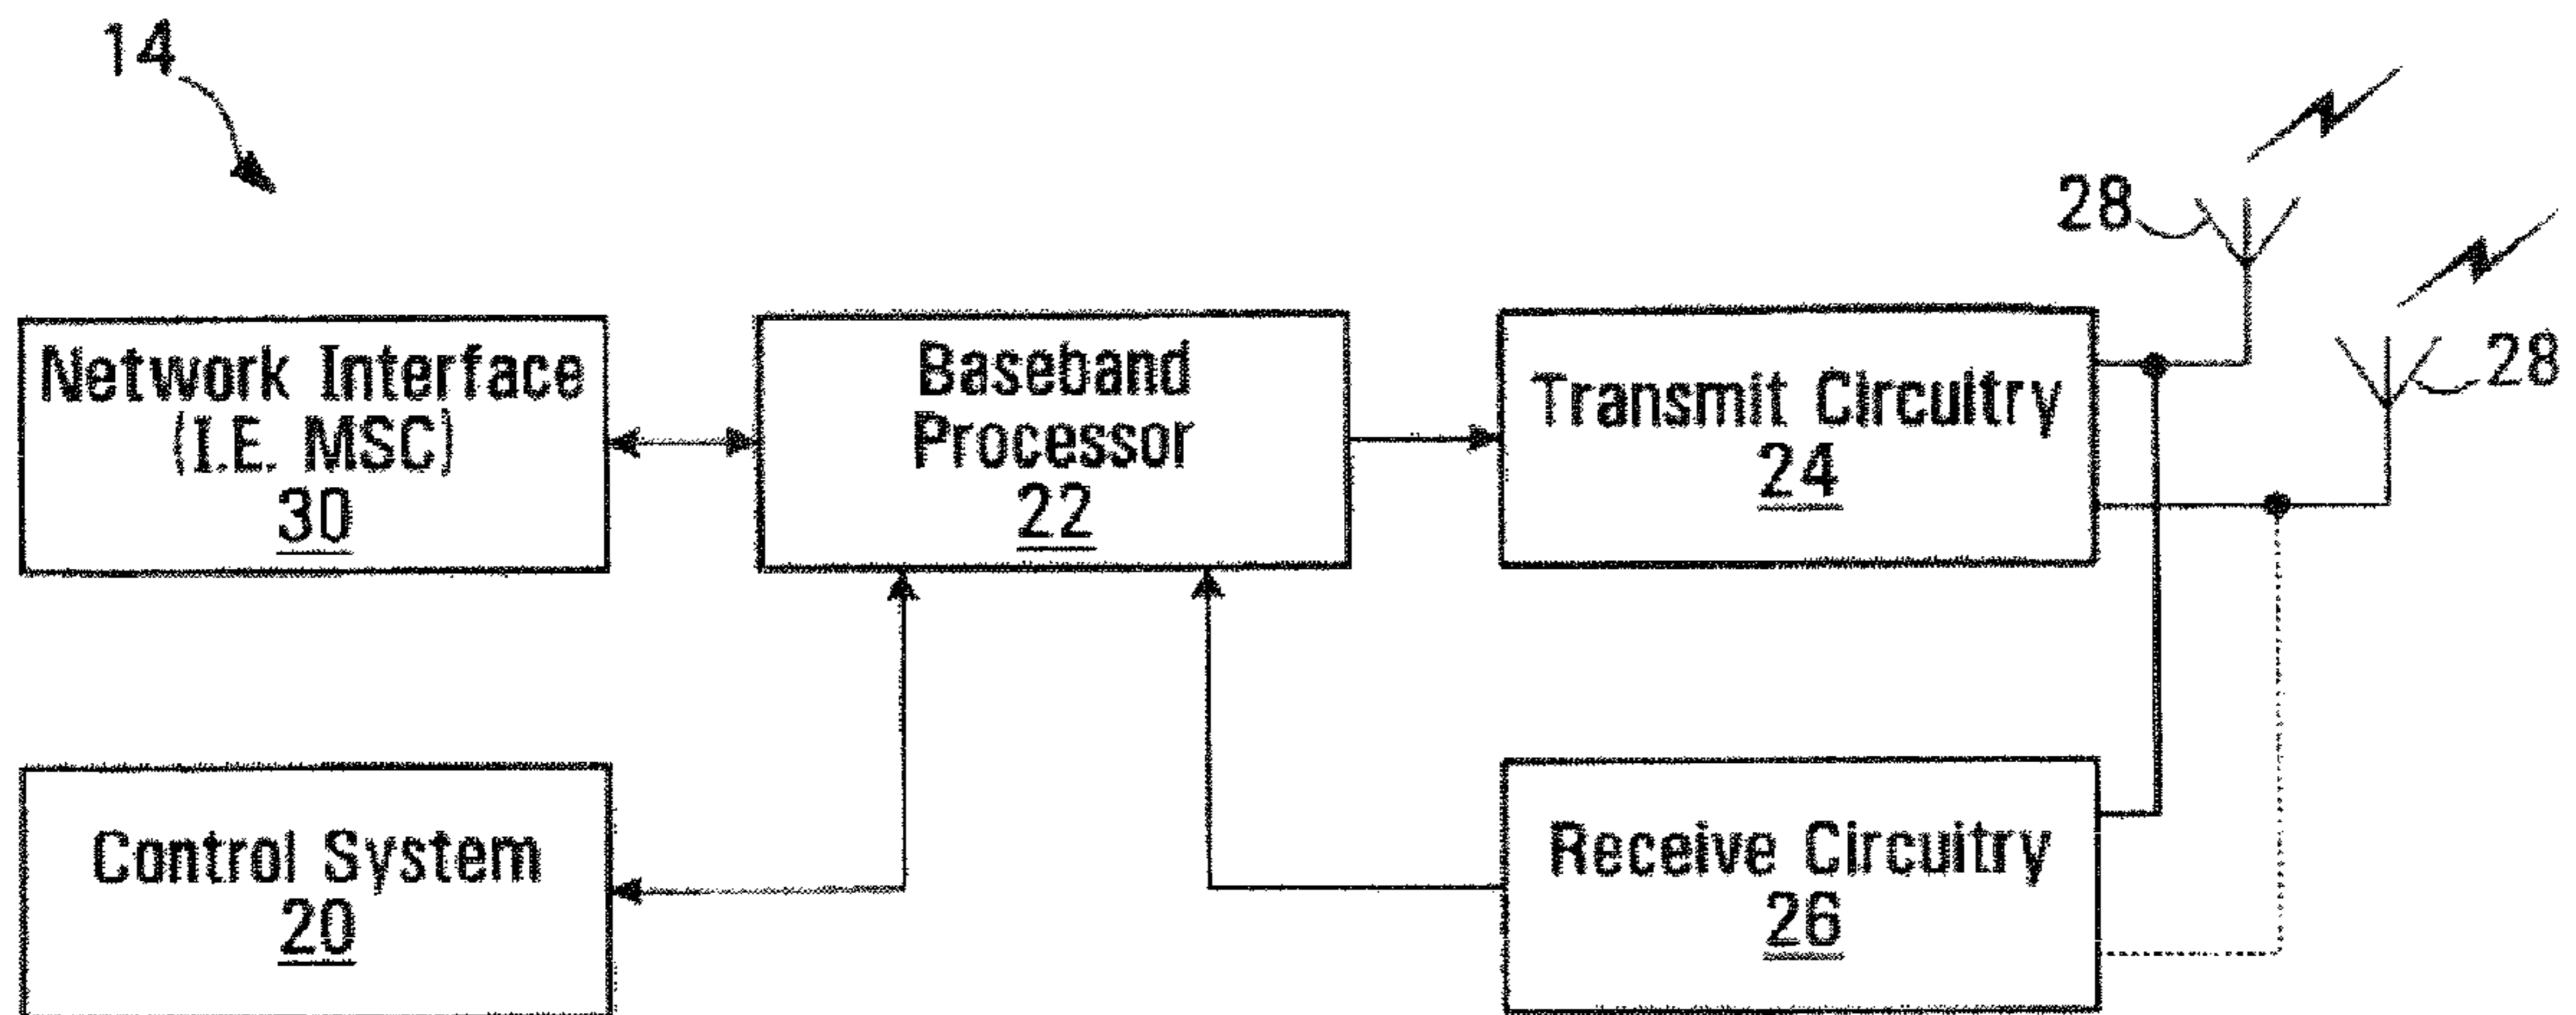 14
28
28
Network Interface
(I.E. MSC)
30
Baseband
Processor
22
Transmit Circuitry
24
Control System
20
Receive Circuitry
26